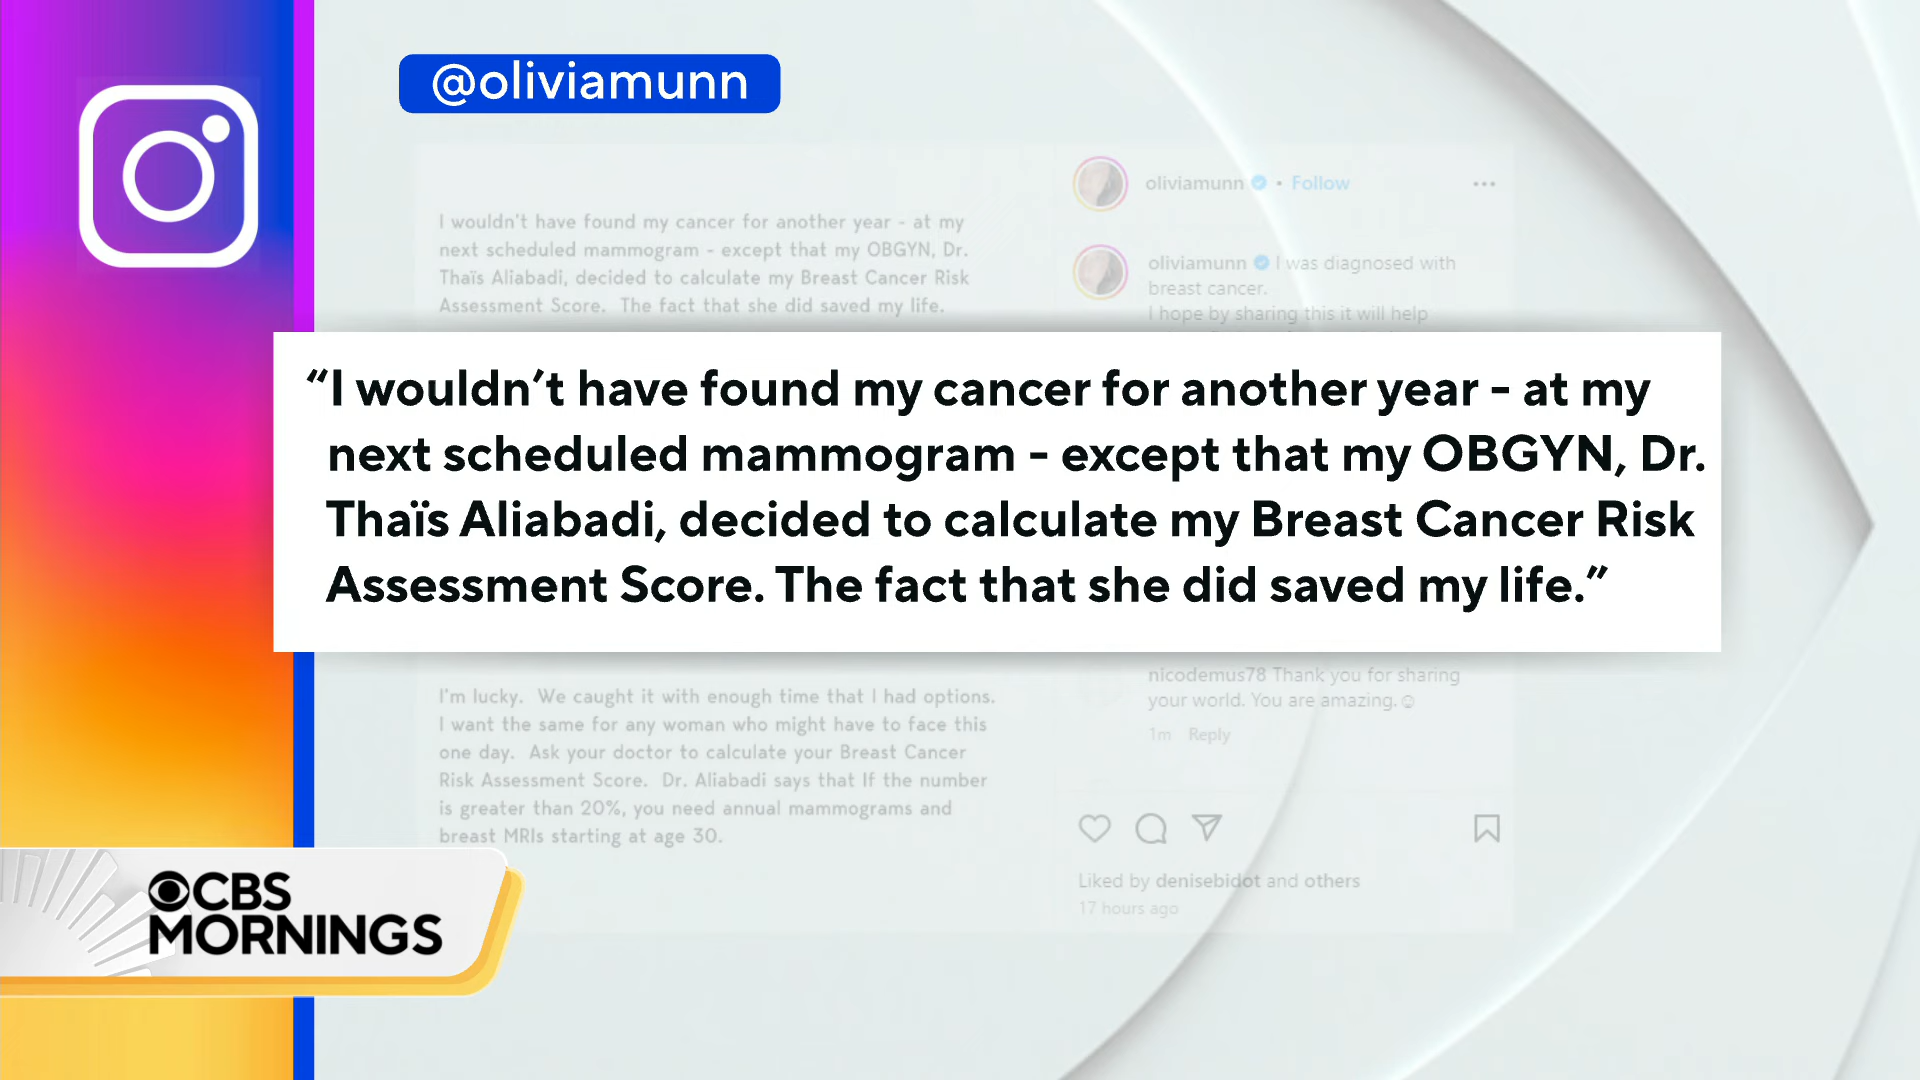 @oliviamunn
I wouldn't have found my cancer for another year - at my
next scheduled mammogram - except that my OBGYN, Dr.
Thaïs Aliabadi, decided to calculate my Breast Cancer Risk
Assessment Score. The fact that she did saved my life.
oliviamunn • Follow
oliviamunn I was diagnosed with
breast cancer.
I hope by sharing this it will help
“I wouldn’t have found my cancer for another year - at my
next scheduled mammogram - except that my OBGYN, Dr.
Thaïs Aliabadi, decided to calculate my Breast Cancer Risk
Assessment Score. The fact that she did saved my life.”
I'm lucky. We caught it with enough time that I had options.
I want the same for any woman who might have to face this
one day. Ask your doctor to calculate your Breast Cancer
Risk Assessment Score. Dr. Aliabadi says that If the number
is greater than 20%, you need annual mammograms and
breast MRIs starting at age 30.
nicodemus78 Thank you for sharing
your world. You are amazing.☺
1m Reply
Liked by denisebidot and others
17 hours ago
CBS
MORNINGS